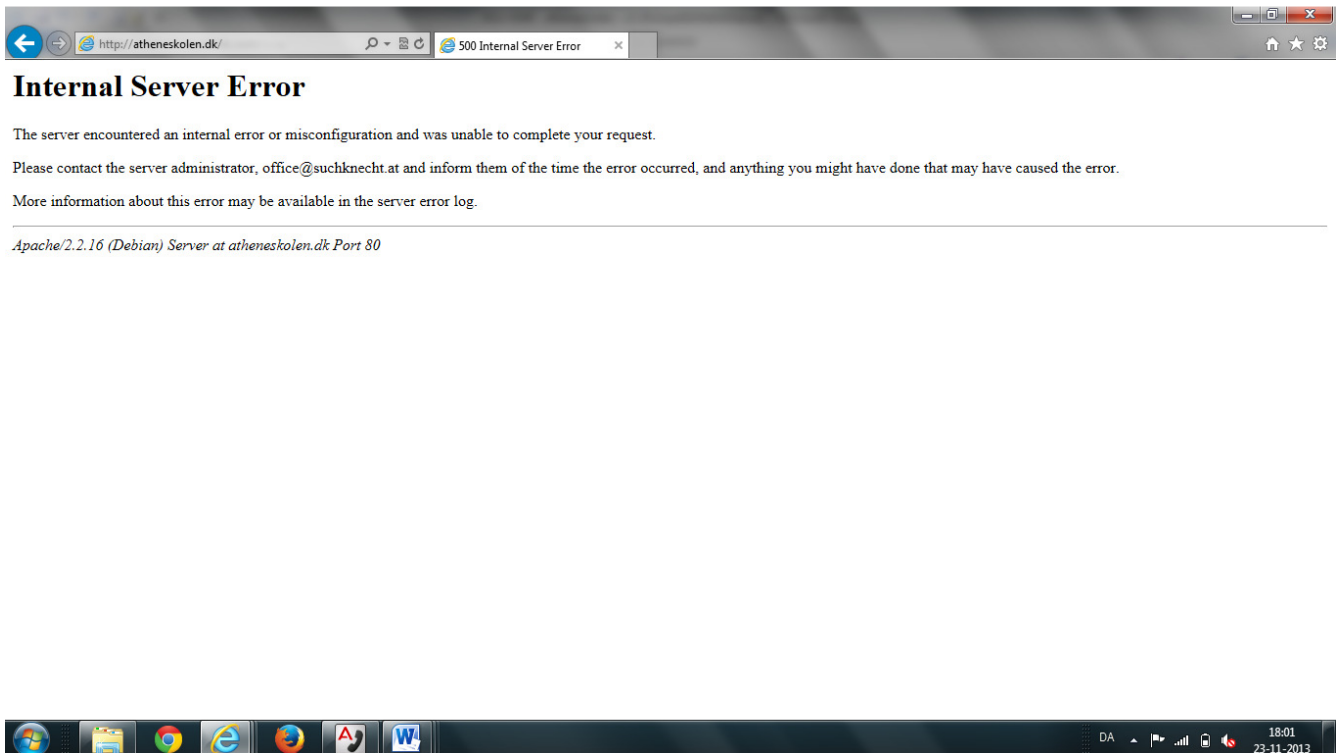 http://atheneskolen.dk/
500 Internal Server Error
Internal Server Error
The server encountered an internal error or misconfiguration and was unable to complete your request.
Please contact the server administrator, office@suchknecht.at and inform them of the time the error occurred, and anything you might have done that may have caused the error.
More information about this error may be available in the server error log.
Apache/2.2.16 (Debian) Server at atheneskolen.dk Port 80
DA
18:01
23-11-2013